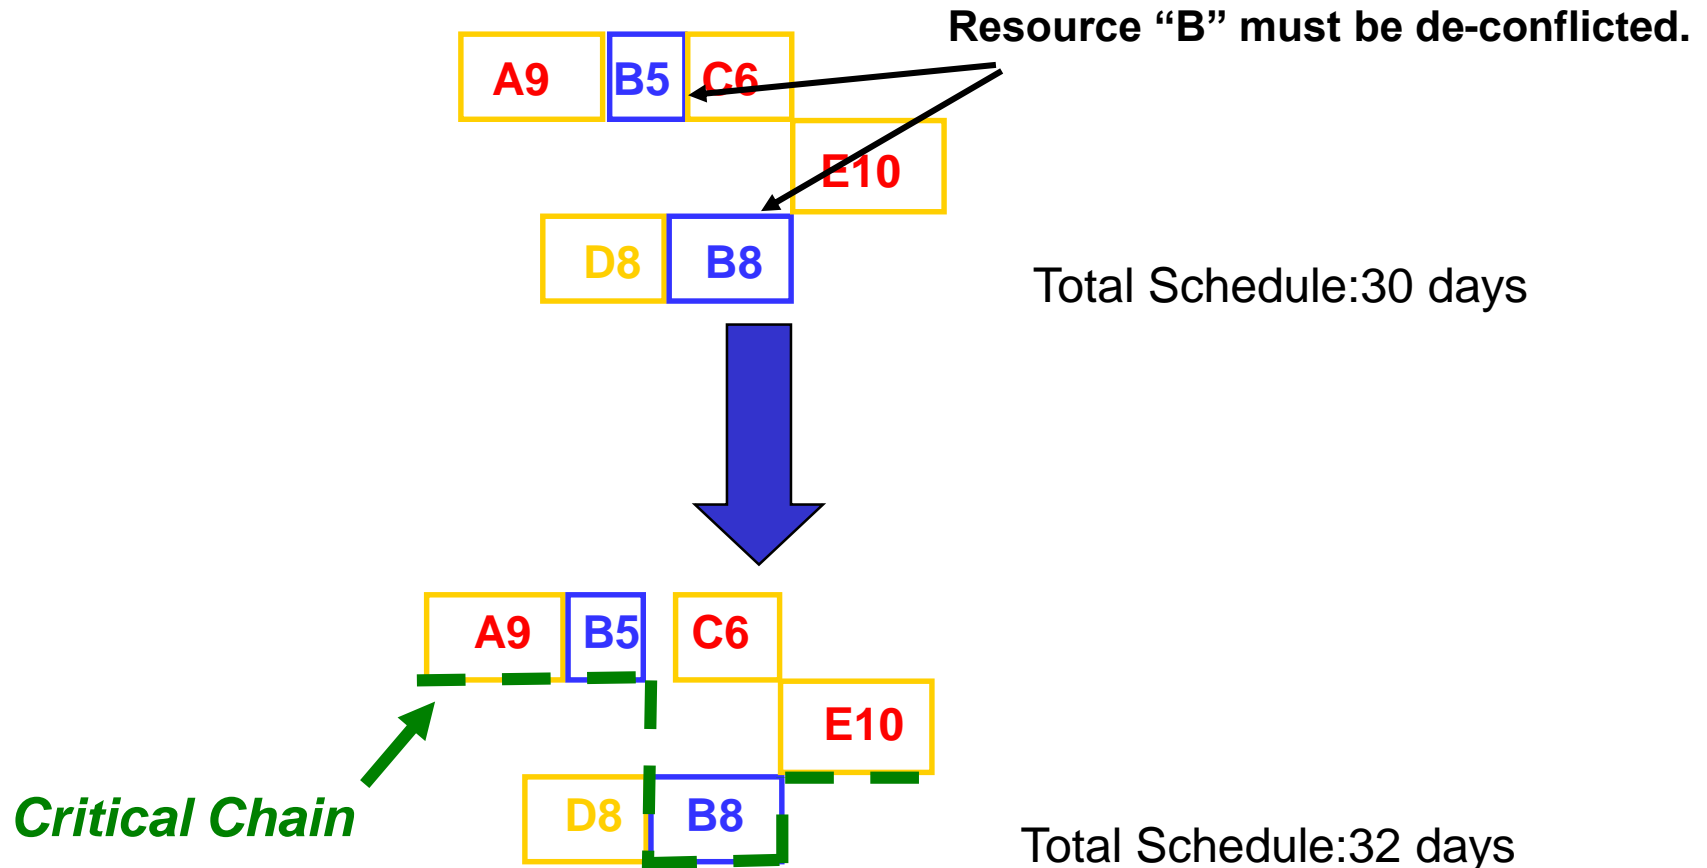 Resource “B” must be de-conflicted.
A9 B5 C6
E10
D8 B8
Total Schedule:30 days
A9 B5 C6
E10
D8 B8
Critical Chain
Total Schedule:32 days